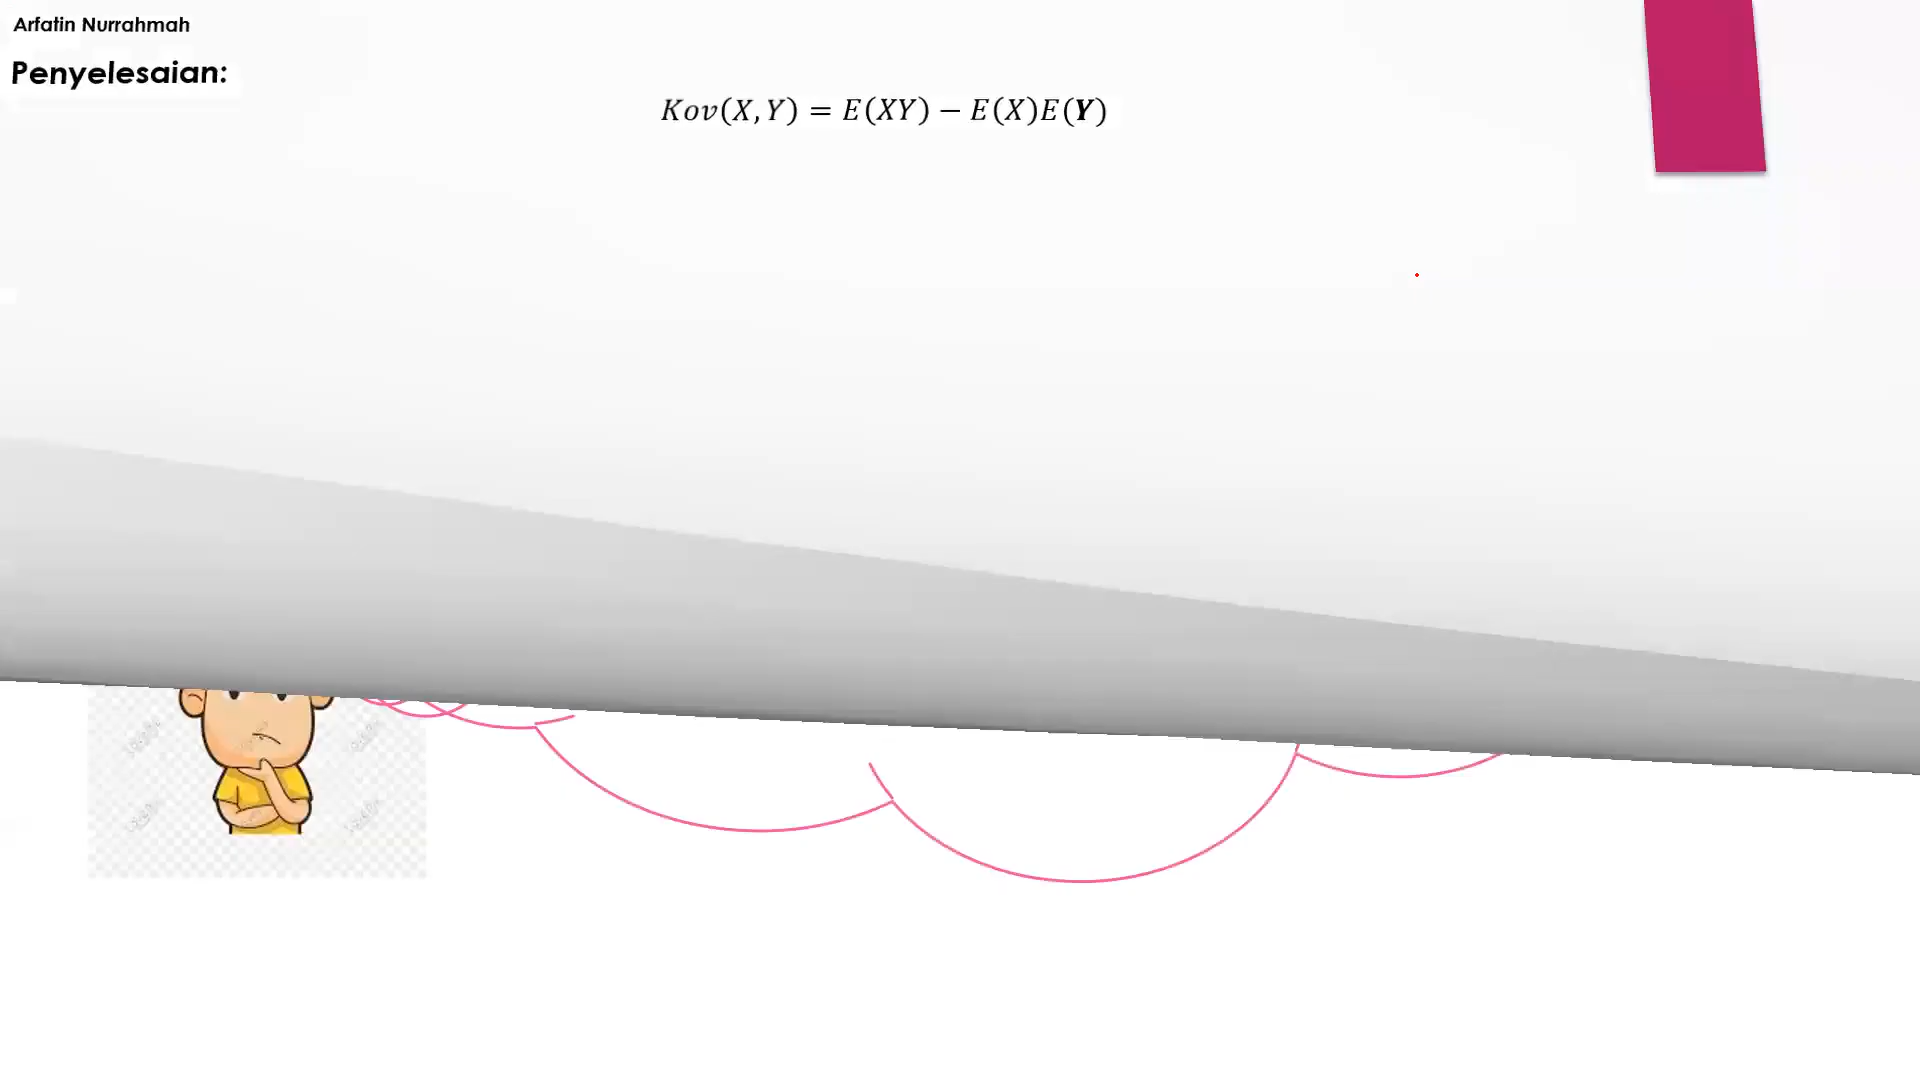 Arfatin Nurrahmah
Penyelesaian:
Kov(X, Y) = E(XY) − E(X)E(Y)